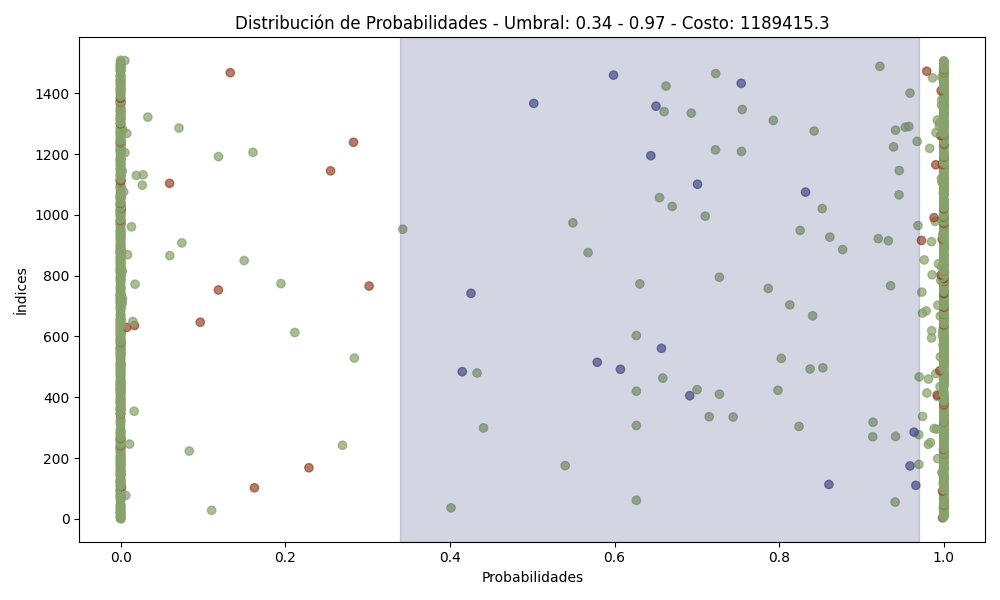 Distribución de Probabilidades - Umbral: 0.34 - 0.97 - Costo: 1189415.3
Índices
1400
1200
1000
800
600
400
200
0
0.0 0.2 0.4 0.6 0.8 1.0
Probabilidades